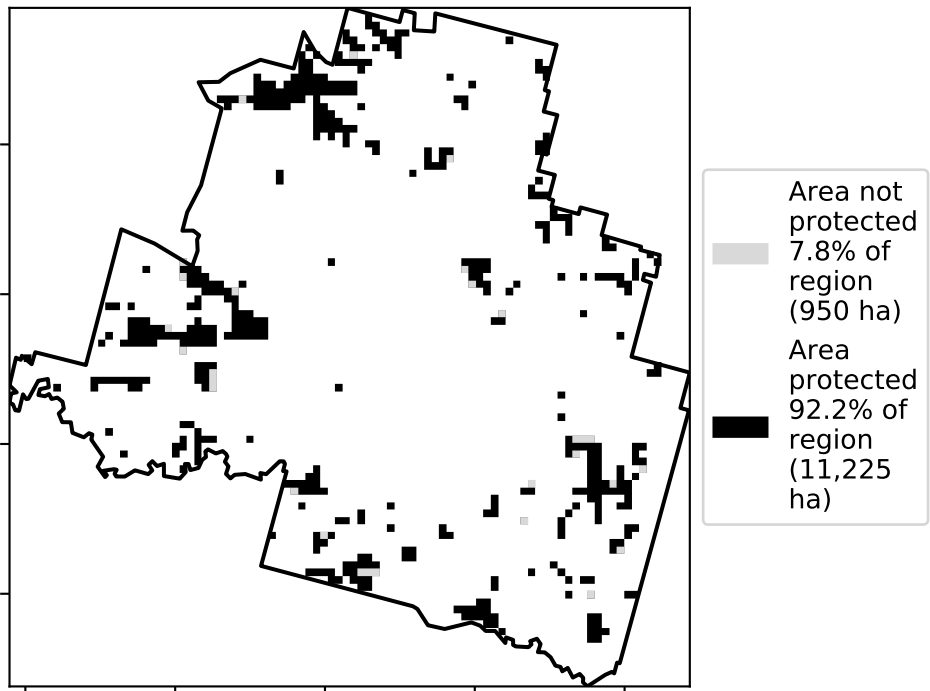 Area not
protected
7.8% of
region
(950 ha)
Area
protected
92.2% of
region
(11,225
ha)